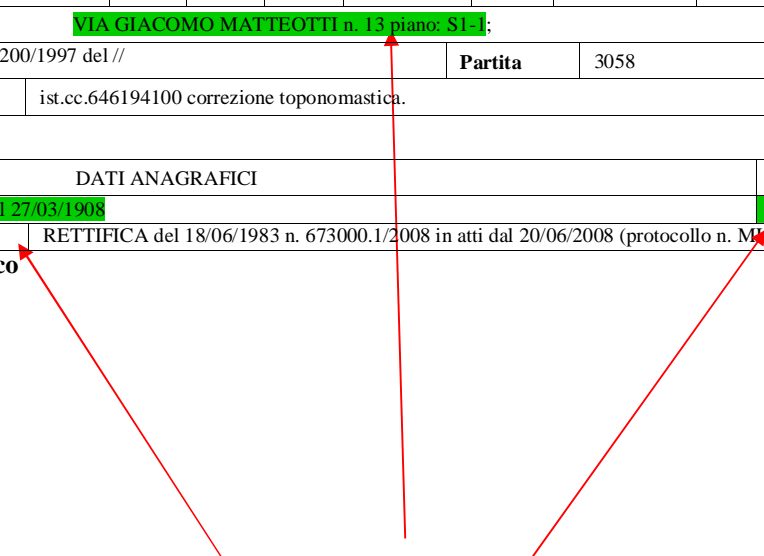 VIA GIACOMO MATTEOTTI n. 13 piano: S1-1;
200/1997 del // Partita 3058
ist.cc.646194100 correzione toponomastica.
DATI ANAGRAFICI
l 27/03/1908
RETTIFICA del 18/06/1983 n. 673000.1/2008 in atti dal 20/06/2008 (protocollo n. MI
co